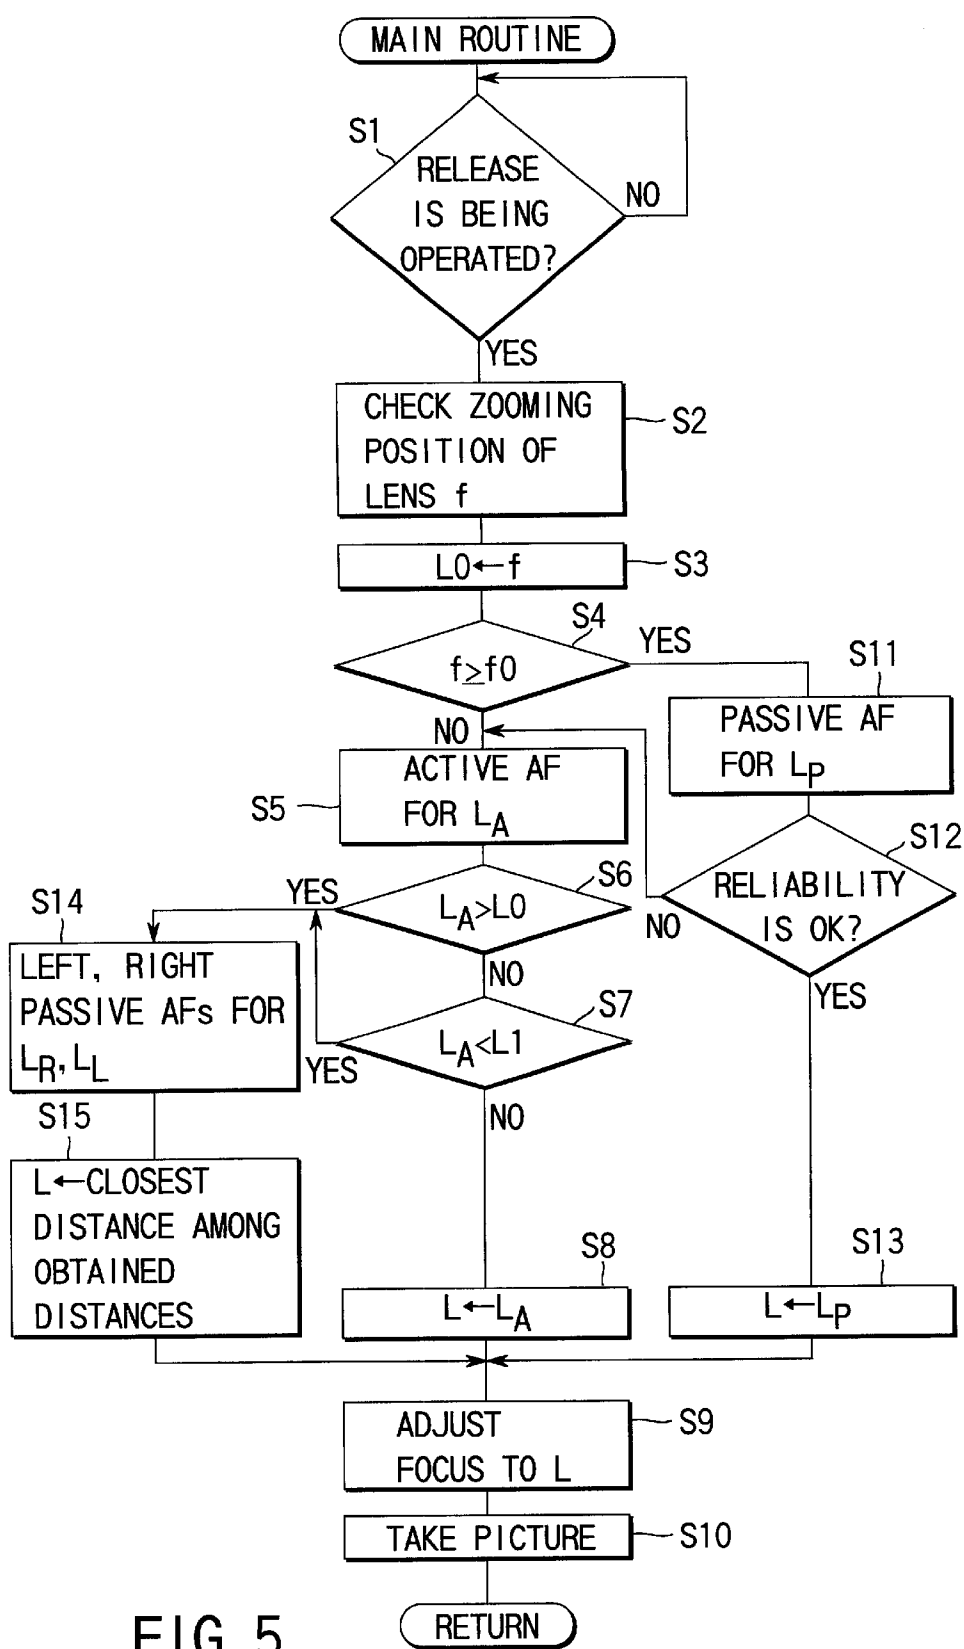 MAIN ROUTINE
S1
RELEASE
IS BEING
OPERATED?
NO
YES
CHECK ZOOMING
POSITION OF
LENS f
S2
L0←f
S3
S4
f≥f0
YES
NO
S11
PASSIVE AF
FOR LP
S5
ACTIVE AF
FOR LA
S12
RELIABILITY
IS OK?
NO
YES
S6
LA>L0
YES
NO
S14
LEFT, RIGHT
PASSIVE AFs FOR
LR, LL
S7
LA<L1
YES
NO
S15
L←CLOSEST
DISTANCE AMONG
OBTAINED
DISTANCES
S8
L←LA
S13
L←LP
ADJUST
FOCUS TO L
S9
TAKE PICTURE
S10
RETURN
FIG. 5